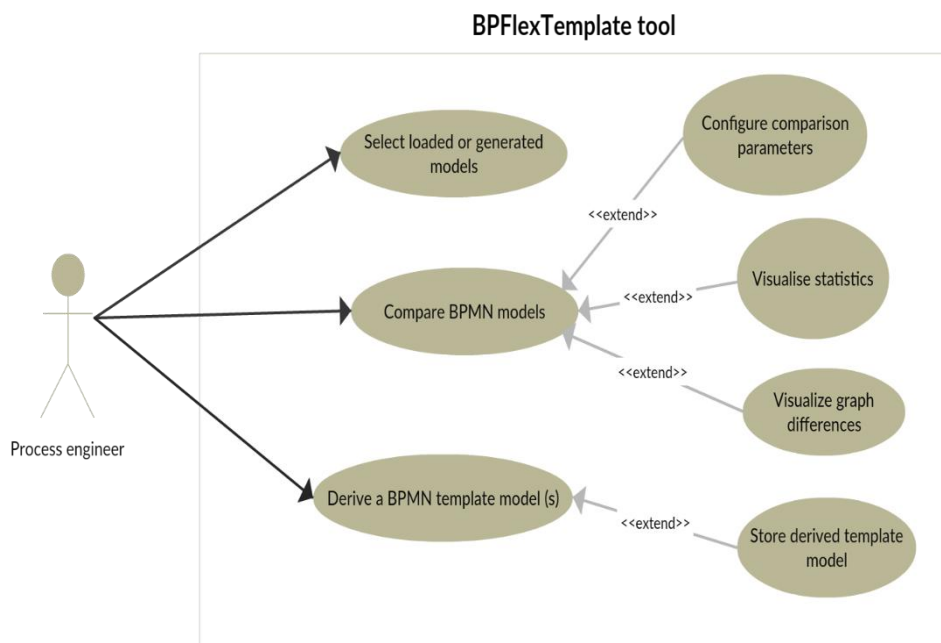 BPFlexTemplate tool
Configure comparison
parameters
Select loaded or generated
models
<<extend>>
Visualise statistics
<<extend>>
Compare BPMN models
<<extend>>
Visualize graph
differences
Process engineer
Derive a BPMN template model (s)
<<extend>>
Store derived template
model